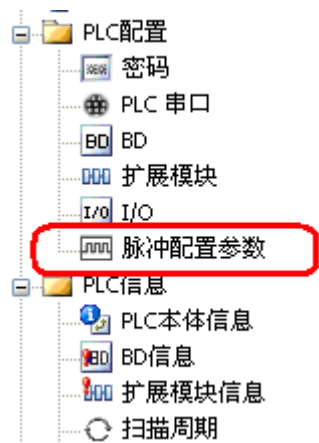 PLC配置
密码
PLC 串口
BD BD
扩展模块
I/O I/O
脉冲配置参数
PLC信息
PLC本体信息
BD BD信息
扩展模块信息
扫描周期